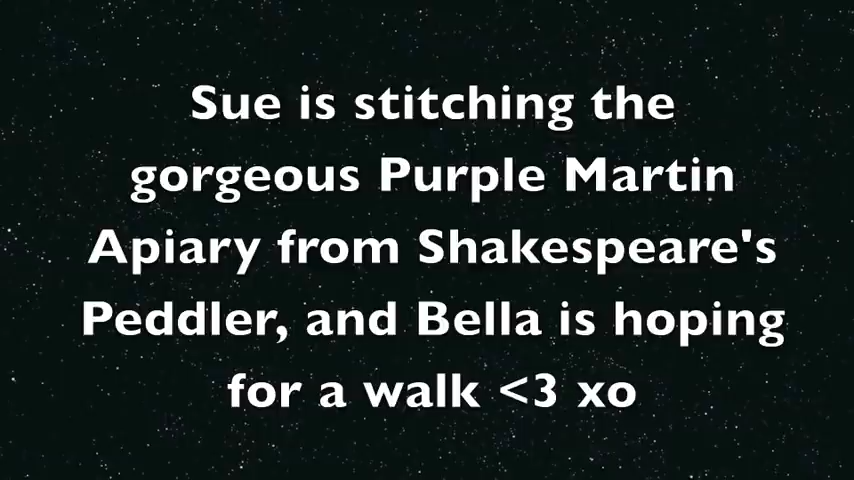 Sue is stitching the
gorgeous Purple Martin
Apiary from Shakespeare's
Peddler, and Bella is hoping
for a walk <3 xo